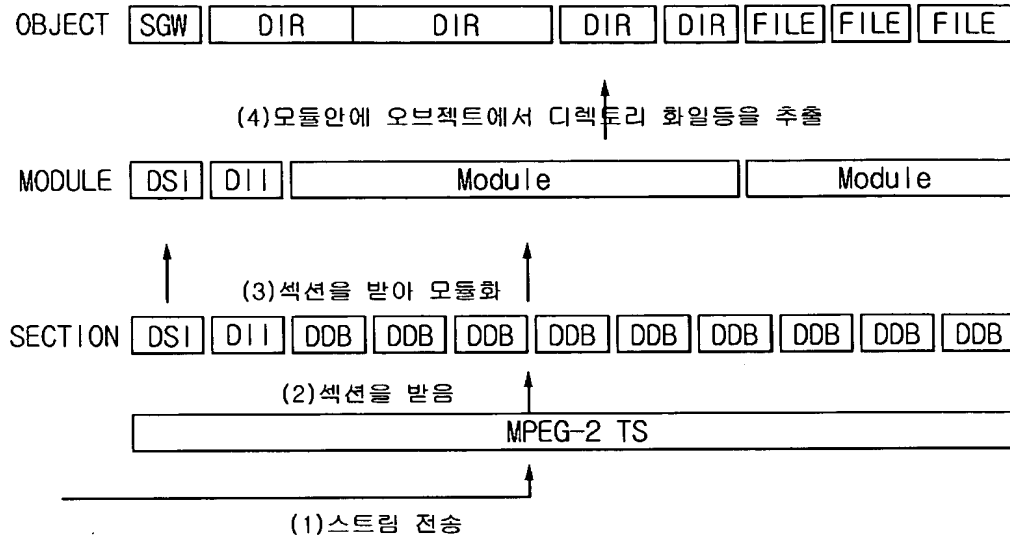 OBJECT SGW DIR DIR DIR DIR FILE FILE FILE
(4)모듈안에 오브젝트에서 디렉토리 화일등을 추출
MODULE DSI DII Module Module
(3)섹션을 받아 모듈화
SECTION DSI DII DDB DDB DDB DDB DDB DDB DDB DDB DDB
(2)섹션을 받음
MPEG-2 TS
(1)스트림 전송